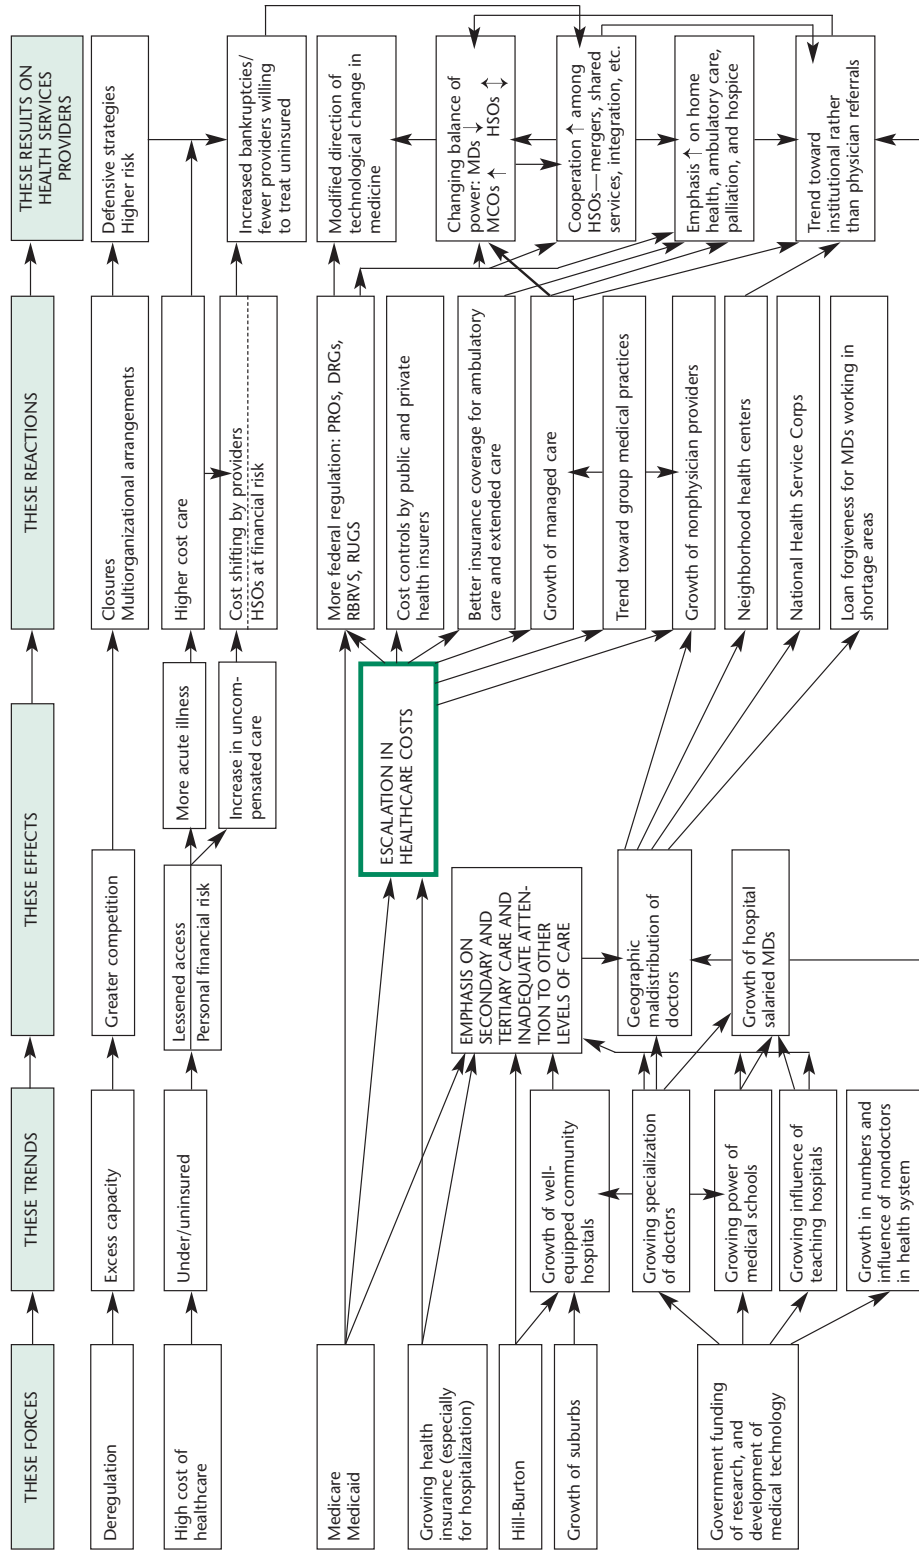 THESE FORCES
THESE TRENDS
THESE EFFECTS
THESE REACTIONS
THESE RESULTS ON
HEALTH SERVICES
PROVIDERS
Deregulation
Excess capacity
Greater competition
Closures
Multiorganizational arrangements
Defensive strategies
Higher risk
High cost of
healthcare
Under/uninsured
Lessened access
Personal financial risk
More acute illness
Increase in uncom-
pensated care
Higher cost care
Cost shifting by providers
HSOs at financial risk
Increased bankruptcies/
fewer providers willing
to treat uninsured
Medicare
Medicaid
Growing health
insurance (especially
for hospitalization)
Hill-Burton
Growth of suburbs
Government funding
of research, and
development of
medical technology
Growth of well-
equipped community
hospitals
Growing specialization
of doctors
Growing power of
medical schools
Growing influence of
teaching hospitals
Growth in numbers and
influence of nondoctors
in health system
ESCALATION IN
HEALTHCARE COSTS
EMPHASIS ON
SECONDARY AND
TERTIARY CARE AND
INADEQUATE ATTEN-
TION TO OTHER
LEVELS OF CARE
Geographic
maldistribution of
doctors
Growth of hospital
salaried MDs
More federal regulation: PROs, DRGs,
RBRVS, RUGS
Cost controls by public and private
health insurers
Better insurance coverage for ambulatory
care and extended care
Growth of managed care
Trend toward group medical practices
Growth of nonphysician providers
Neighborhood health centers
National Health Service Corps
Loan forgiveness for MDs working in
shortage areas
Modified direction of
technological change in
medicine
Changing balance of
power: MDs ↓
MCOs ↑ HSOs ↕
Cooperation ↑ among
HSOs—mergers, shared
services, integration, etc.
Emphasis ↑ on home
health, ambulatory care,
palliation, and hospice
Trend toward
institutional rather
than physician referrals